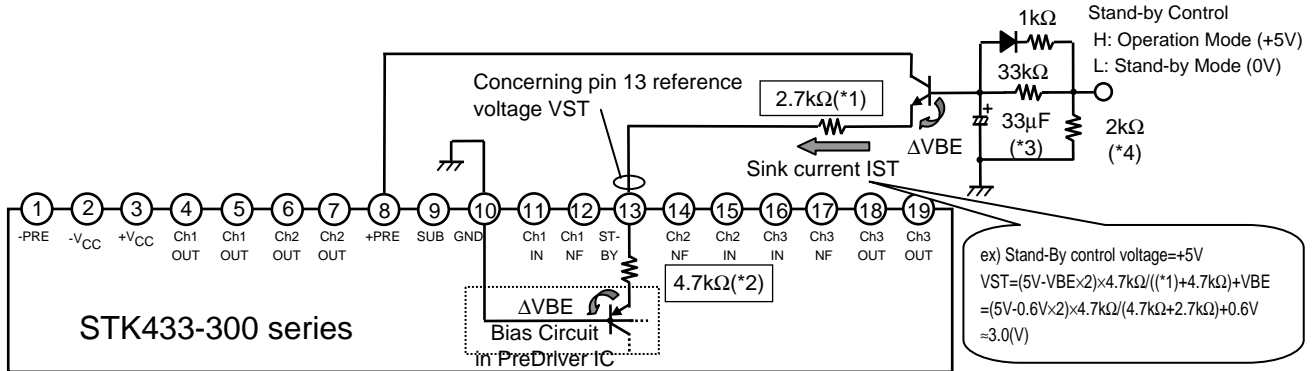 1kΩ
Stand-by Control
H: Operation Mode (+5V)
L: Stand-by Mode (0V)
Concerning pin 13 reference
voltage VST
2.7kΩ(*1)
33kΩ
ΔVBE
33μF
(*3)
2kΩ
(*4)
Sink current IST
1 2 3 4 5 6 7 8 9 10 11 12 13 14 15 16 17 18 19
-PRE
-VCC
+VCC
Ch1
OUT
Ch1
OUT
Ch2
OUT
Ch2
OUT
+PRE
SUB
GND
Ch1
IN
Ch1
NF
ST-
BY
Ch2
NF
Ch2
IN
Ch3
IN
Ch3
NF
Ch3
OUT
Ch3
OUT
4.7kΩ(*2)
ΔVBE
Bias Circuit
in PreDriver IC
STK433-300 series
ex) Stand-By control voltage=+5V
VST=(5V-VBE×2)×4.7kΩ/((*1)+4.7kΩ)+VBE
=(5V-0.6V×2)×4.7kΩ/(4.7kΩ+2.7kΩ)+0.6V
≈3.0(V)